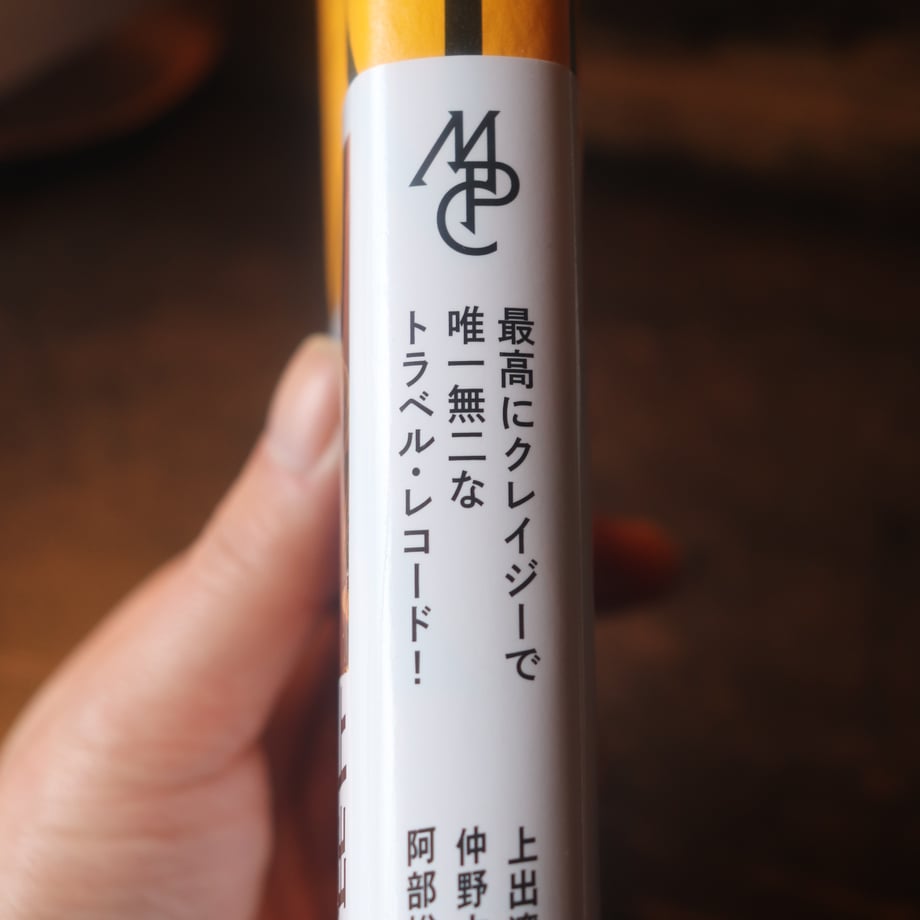 MPC
最高にクレイジーで
唯一無二な
トラベル・レコード！
上出
仲野
阿部